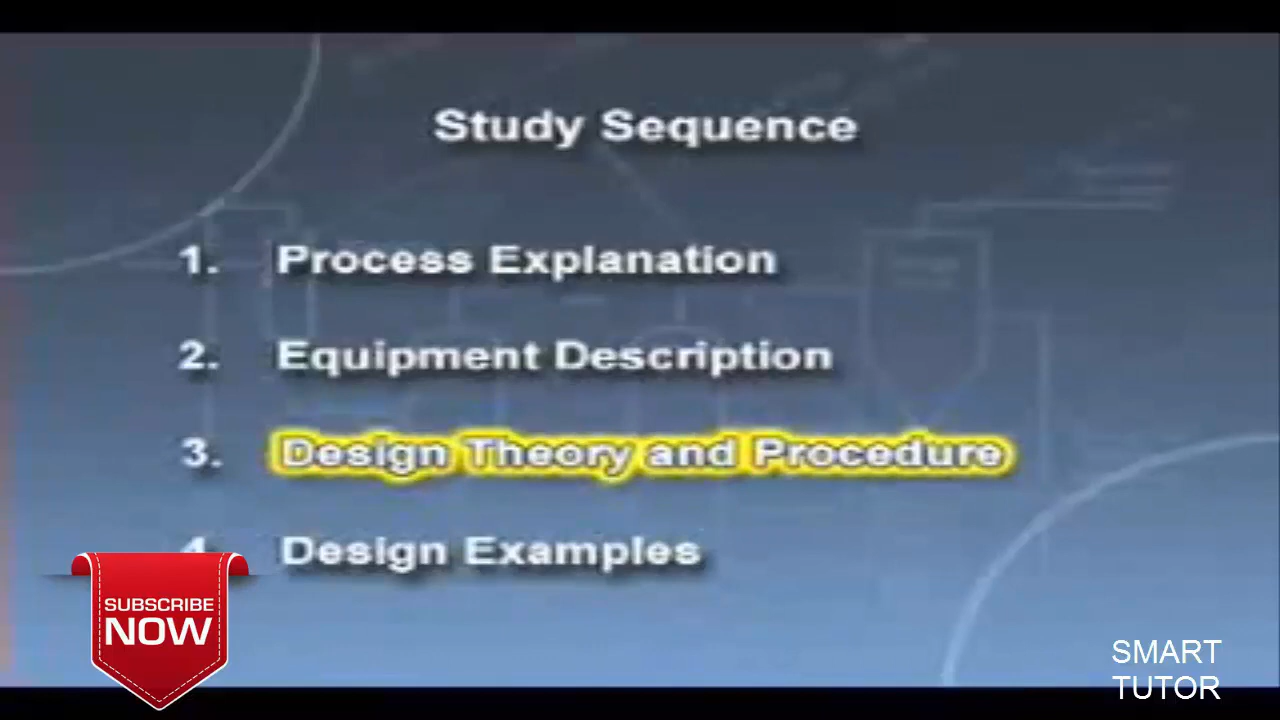 Study Sequence
1. Process Explanation
2. Equipment Description
3. Design Theory and Procedure
4. Design Examples
SUBSCRIBE
NOW
SMART
TUTOR